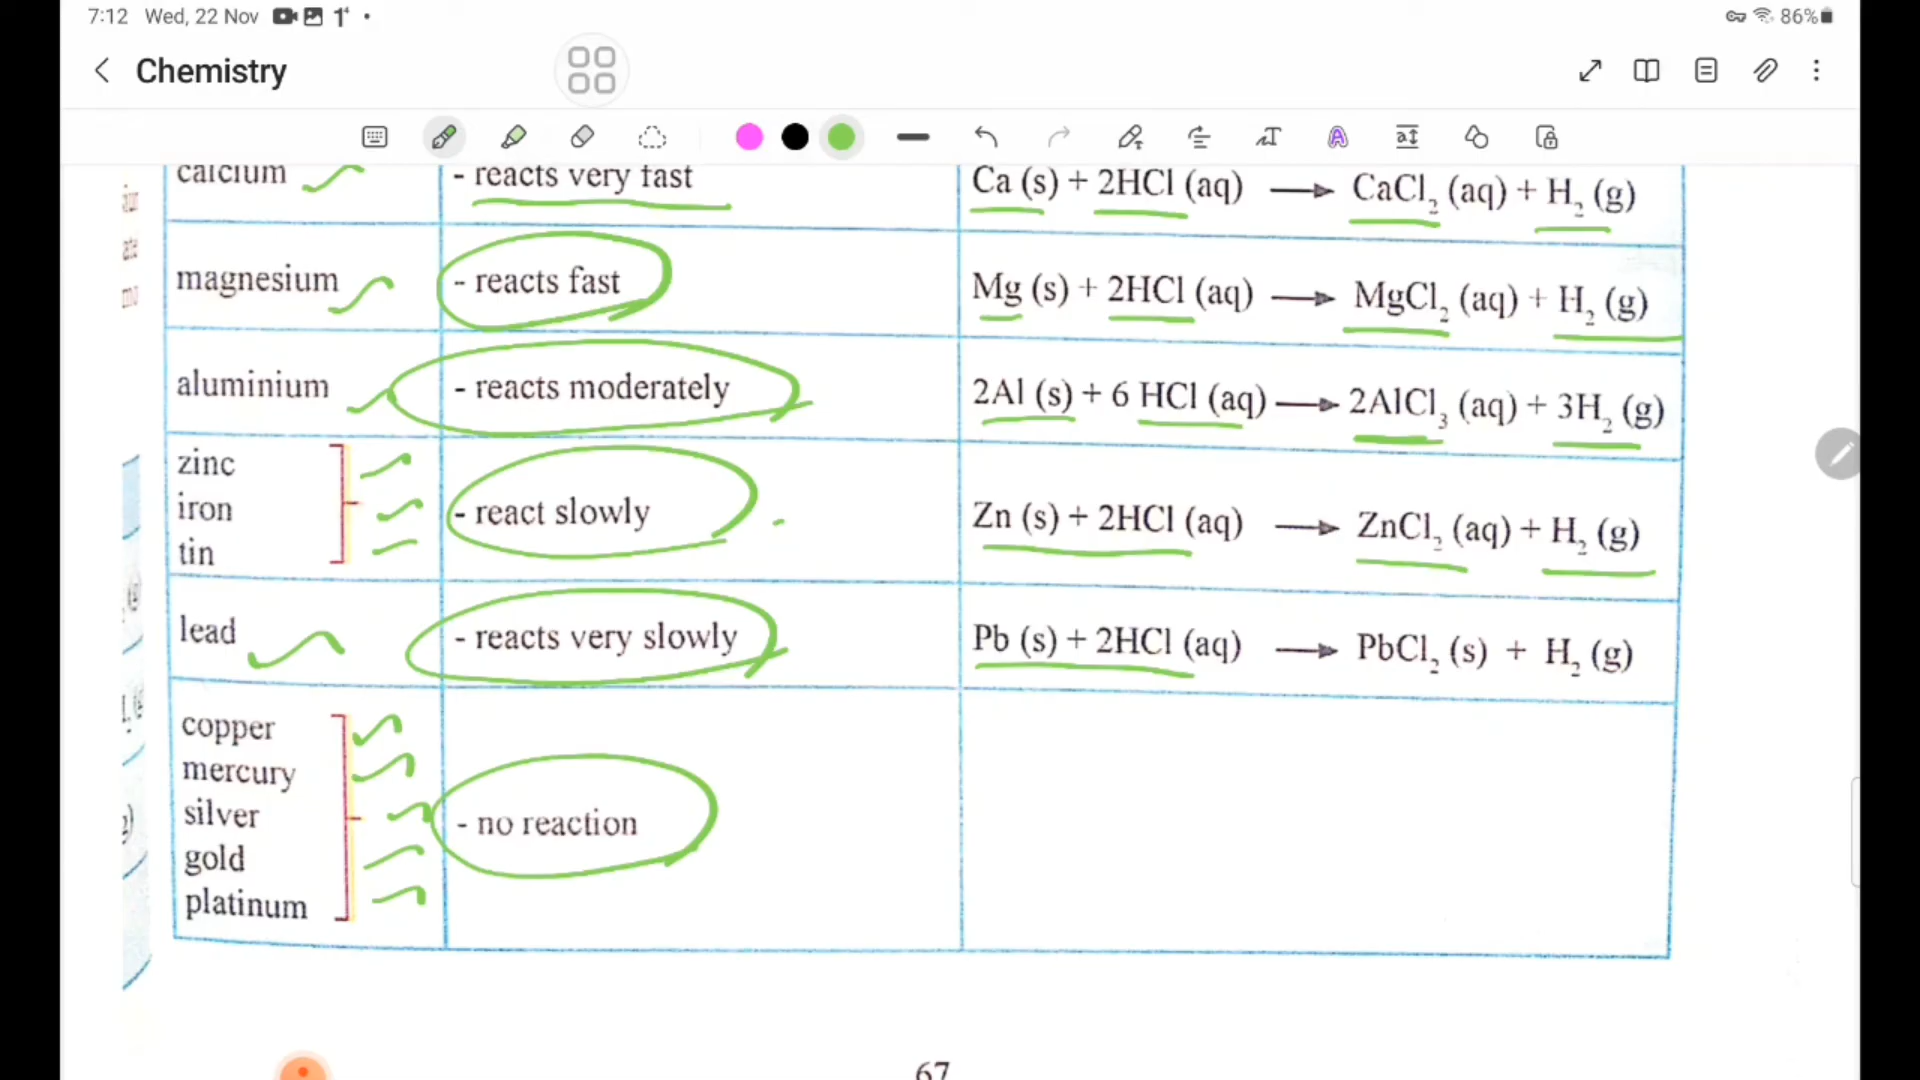 7:12 Wed, 22 Nov
86%
Chemistry
calcium - reacts very fast Ca (s) + 2HCl (aq) ⟶ CaCl₂ (aq) + H₂ (g)
magnesium - reacts fast Mg (s) + 2HCl (aq) ⟶ MgCl₂ (aq) + H₂ (g)
aluminium - reacts moderately 2Al (s) + 6 HCl (aq) ⟶ 2AlCl₃ (aq) + 3H₂ (g)
zinc
iron - react slowly Zn (s) + 2HCl (aq) ⟶ ZnCl₂ (aq) + H₂ (g)
tin
lead - reacts very slowly Pb (s) + 2HCl (aq) ⟶ PbCl₂ (s) + H₂ (g)
copper
mercury
silver - no reaction
gold
platinum
67